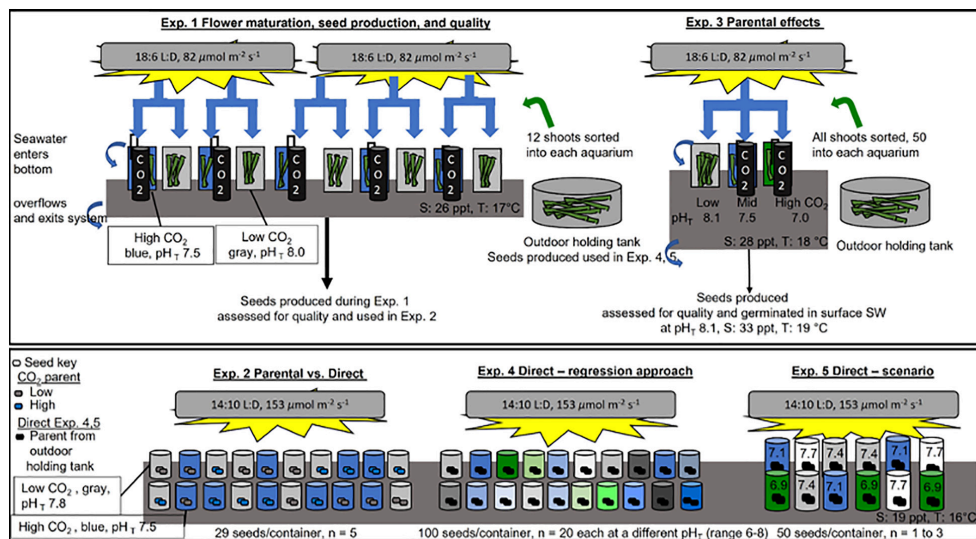 Exp. 1 Flower maturation, seed production, and quality
18:6 L:D, 82 µmol m⁻² s⁻¹
18:6 L:D, 82 µmol m⁻² s⁻¹
Seawater
enters
bottom
CO2
CO2
CO2
CO2
CO2
12 shoots sorted
into each aquarium
overflows
and exits system
S: 26 ppt, T: 17°C
High CO₂
blue, pH T 7.5
Low CO₂
gray, pH T 8.0
Outdoor holding tank
Seeds produced used in Exp. 4, 5
Seeds produced during Exp. 1
assessed for quality and used in Exp. 2
Exp. 3 Parental effects
18:6 L:D, 82 µmol m⁻² s⁻¹
All shoots sorted, 50
into each aquarium
CO2
CO2
Low Mid High CO₂
pHT 8.1 7.5 7.0
S: 28 ppt, T: 18 °C
Outdoor holding tank
Seeds produced
assessed for quality and germinated in surface SW
at pHT 8.1, S: 33 ppt, T: 19 °C
Seed key
CO₂ parent
Low
High
Direct Exp. 4,5
Parent from
outdoor
holding tank
Low CO₂ , gray,
pH T 7.8
High CO₂ , blue, pH T 7.5
Exp. 2 Parental vs. Direct
14:10 L:D, 153 µmol m⁻² s⁻¹
29 seeds/container, n = 5
Exp. 4 Direct – regression approach
14:10 L:D, 153 µmol m⁻² s⁻¹
100 seeds/container, n = 20 each at a different pHT (range 6-8)
Exp. 5 Direct – scenario
14:10 L:D, 153 µmol m⁻² s⁻¹
7.1 7.7 7.4 7.4 7.1 7.7
6.9 7.4 7.1 6.9 7.7 6.9
S: 19 ppt, T: 16°C
50 seeds/container, n = 1 to 3